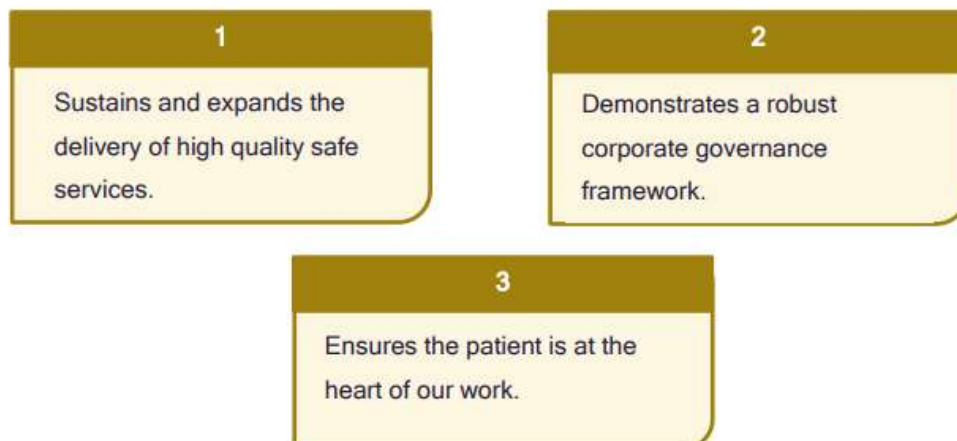 1
Sustains and expands the
delivery of high quality safe
services.
2
Demonstrates a robust
corporate governance
framework.
3
Ensures the patient is at the
heart of our work.